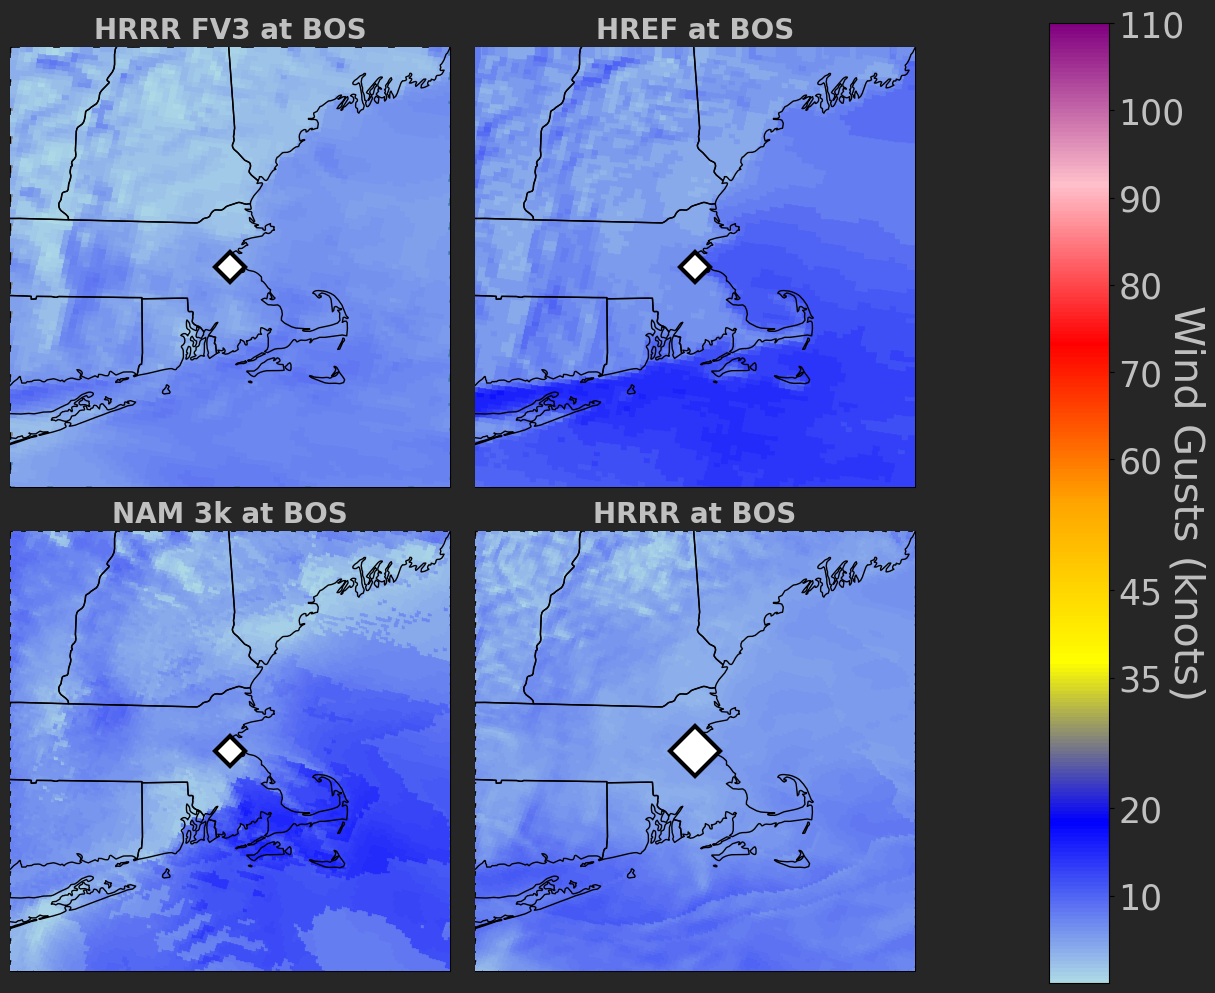 HRRR FV3 at BOS
HREF at BOS
NAM 3k at BOS
HRRR at BOS
110
100
90
80
70
60
45
35
20
10
Wind Gusts (knots)